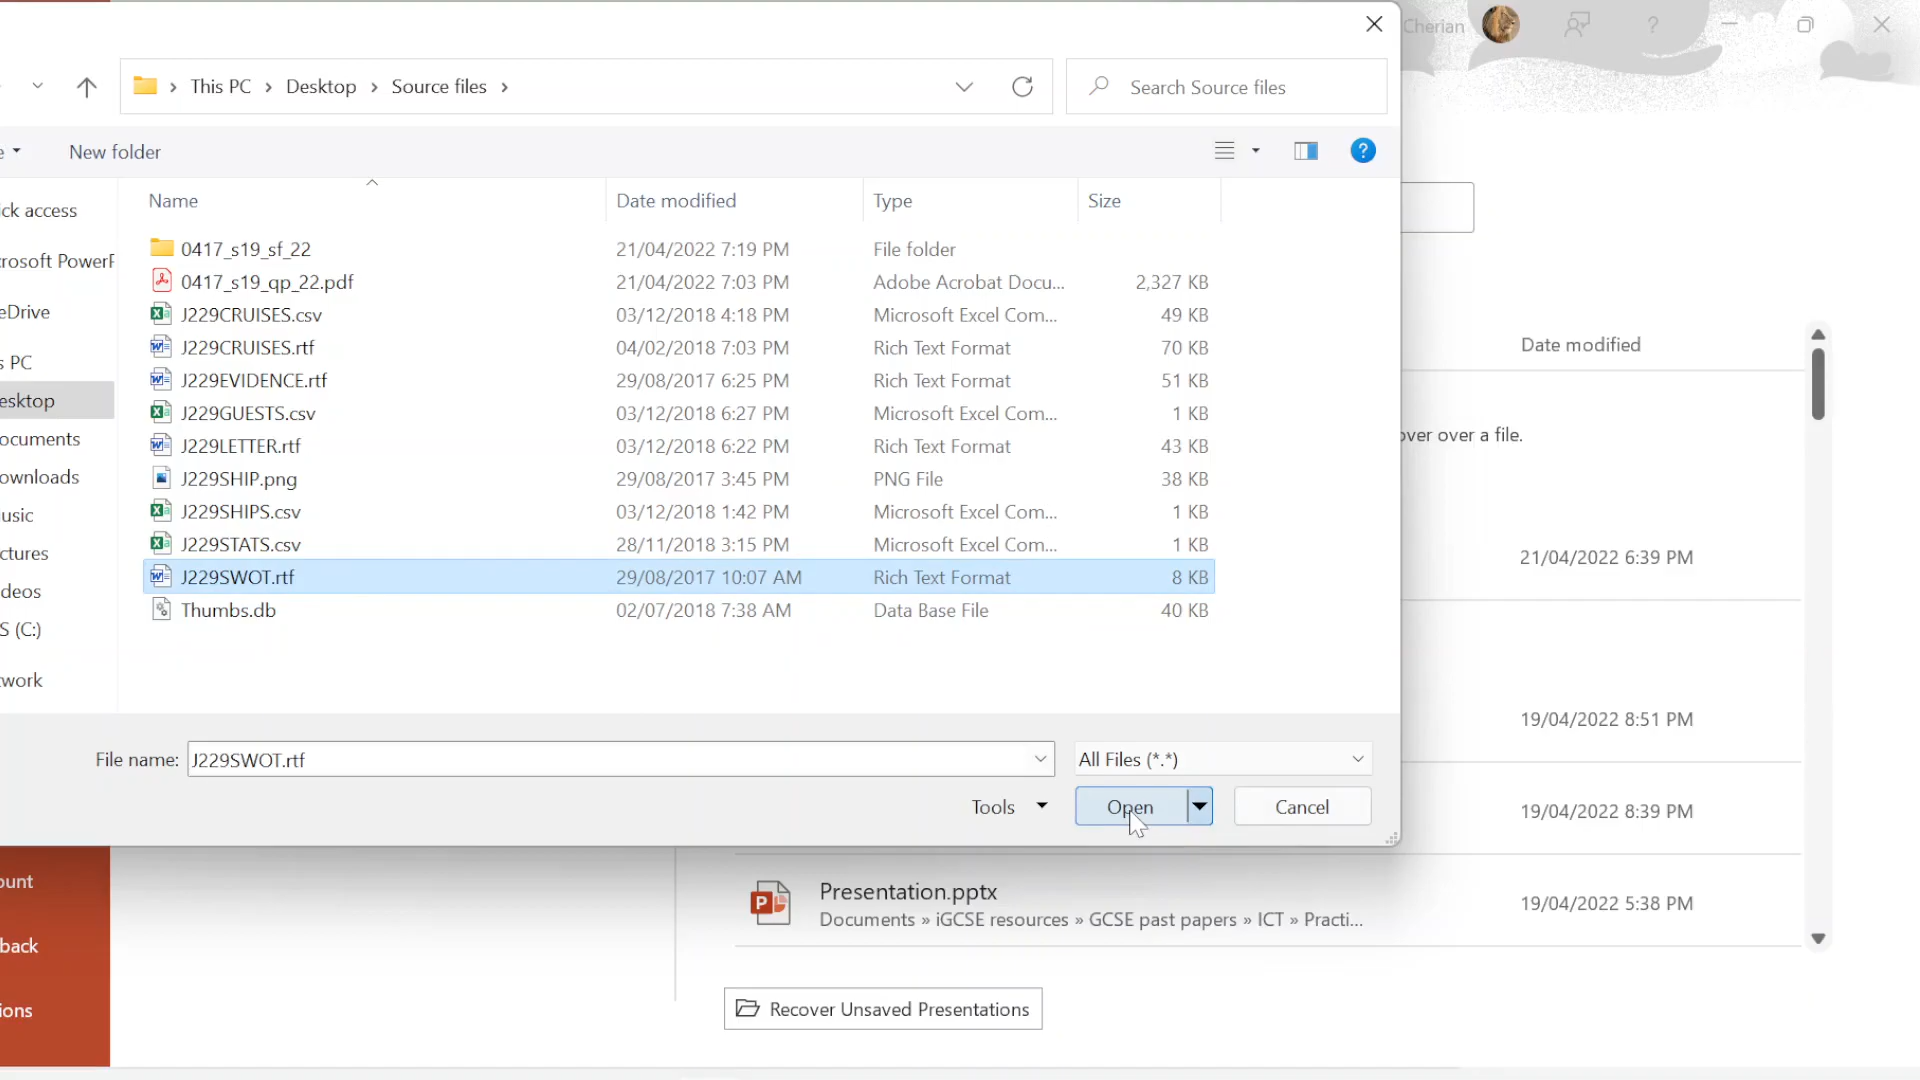 Cherian
?
This PC
Desktop
Source files
Search Source files
New folder
?
Name
Date modified
Type
Size
0417_s19_sf_22
21/04/2022 7:19 PM
File folder
0417_s19_qp_22.pdf
21/04/2022 7:03 PM
Adobe Acrobat Docu...
2,327 KB
J229CRUISES.csv
03/12/2018 4:18 PM
Microsoft Excel Com...
49 KB
J229CRUISES.rtf
04/02/2018 7:03 PM
Rich Text Format
70 KB
J229EVIDENCE.rtf
29/08/2017 6:25 PM
Rich Text Format
51 KB
J229GUESTS.csv
03/12/2018 6:27 PM
Microsoft Excel Com...
1 KB
J229LETTER.rtf
03/12/2018 6:22 PM
Rich Text Format
43 KB
J229SHIP.png
29/08/2017 3:45 PM
PNG File
38 KB
J229SHIPS.csv
03/12/2018 1:42 PM
Microsoft Excel Com...
1 KB
J229STATS.csv
28/11/2018 3:15 PM
Microsoft Excel Com...
1 KB
J229SWOT.rtf
29/08/2017 10:07 AM
Rich Text Format
8 KB
Thumbs.db
02/07/2018 7:38 AM
Data Base File
40 KB
ick access
rosoft PowerP
eDrive
s PC
esktop
ocuments
ownloads
usic
ctures
deos
S (C:)
twork
File name:
J229SWOT.rtf
All Files (*.*)
Tools
Open
Cancel
Date modified
over over a file.
21/04/2022 6:39 PM
19/04/2022 8:51 PM
19/04/2022 8:39 PM
Presentation.pptx
Documents » iGCSE resources » GCSE past papers » ICT » Practi...
19/04/2022 5:38 PM
Recover Unsaved Presentations
ount
back
ions